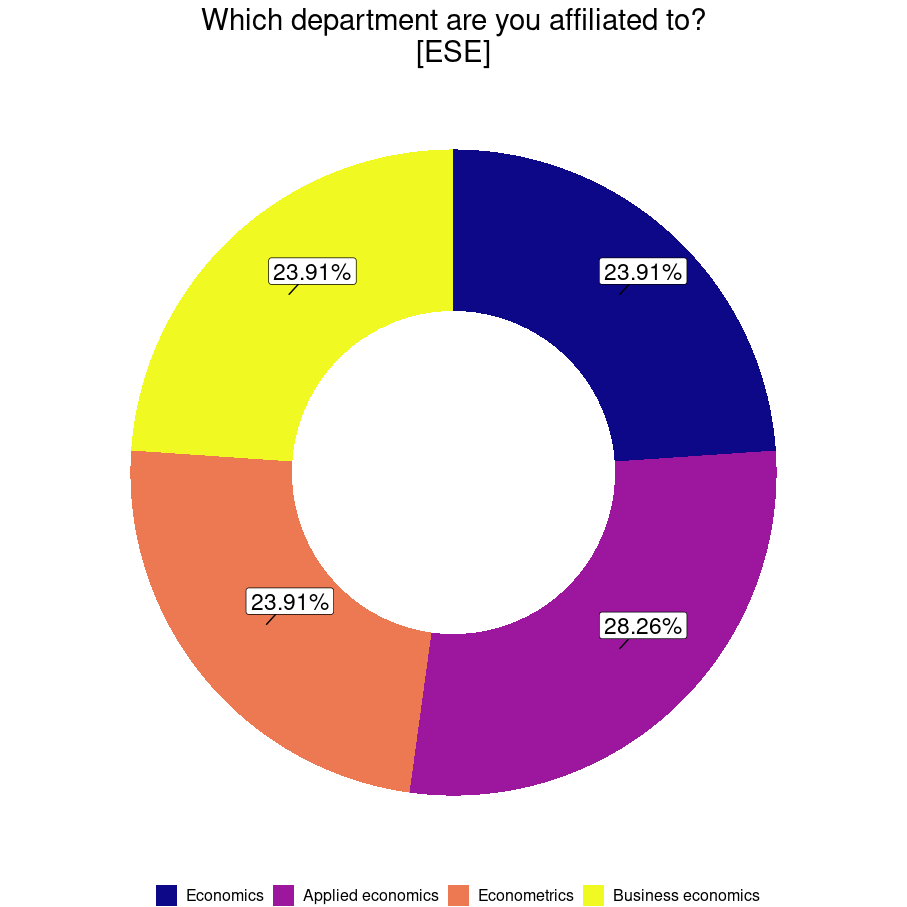 Which department are you affiliated to?
[ESE]
23.91%
23.91%
23.91%
28.26%
Economics
Applied economics
Econometrics
Business economics